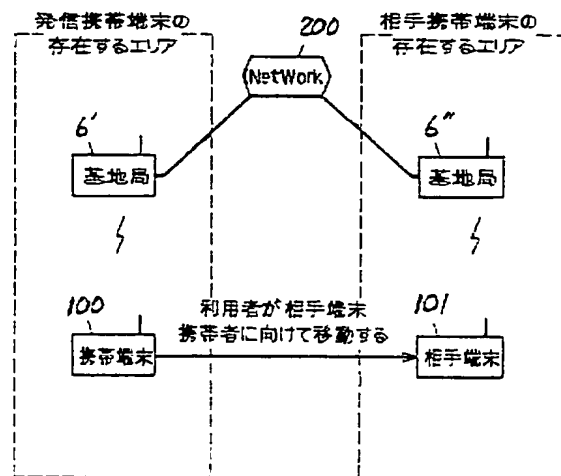 発信携帯端末の
存在するエリア
200
相手携帯端末の
存在するエリア
NetWork
6'
6"
基地局
基地局
100
利用者が相手端末
携帯者に向けて移動する
101
携帯端末
相手端末